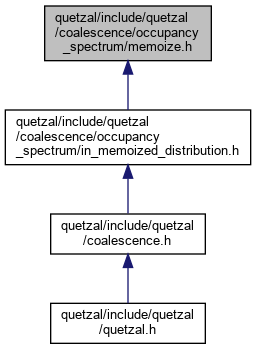 quetzal/include/quetzal
/coalescence/occupancy
_spectrum/memoize.h
quetzal/include/quetzal
/coalescence/occupancy
_spectrum/in_memoized_distribution.h
quetzal/include/quetzal
/coalescence.h
quetzal/include/quetzal
/quetzal.h